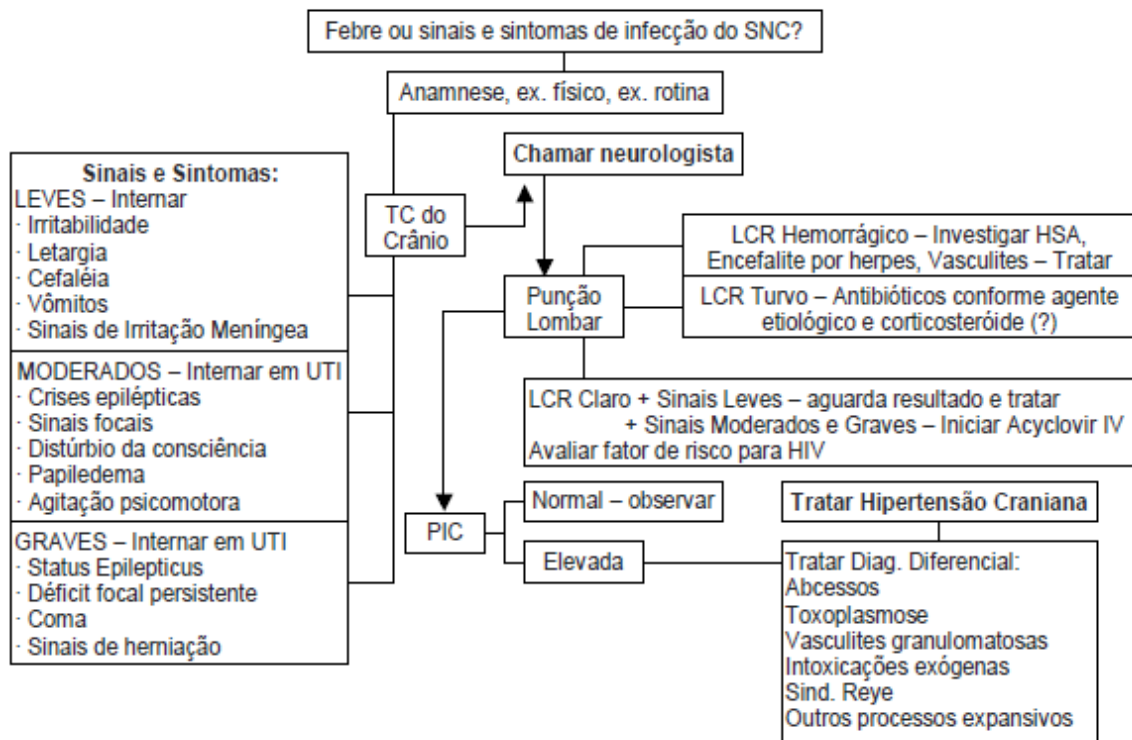 Febre ou sinais e sintomas de infecção do SNC?
Anamnese, ex. físico, ex. rotina
Chamar neurologista
Sinais e Sintomas:
LEVES – Internar
· Irritabilidade
· Letargia
· Cefaléia
· Vômitos
· Sinais de Irritação Meníngea
MODERADOS – Internar em UTI
· Crises epilépticas
· Sinais focais
· Distúrbio da consciência
· Papiledema
· Agitação psicomotora
GRAVES – Internar em UTI
· Status Epilepticus
· Déficit focal persistente
· Coma
· Sinais de herniação
TC do
Crânio
Punção
Lombar
LCR Hemorrágico – Investigar HSA,
Encefalite por herpes, Vasculites – Tratar
LCR Turvo – Antibióticos conforme agente
etiológico e corticosteróide (?)
LCR Claro + Sinais Leves – aguarda resultado e tratar
+ Sinais Moderados e Graves – Iniciar Acyclovir IV
Avaliar fator de risco para HIV
PIC
Normal – observar
Elevada
Tratar Hipertensão Craniana
Tratar Diag. Diferencial:
Abcessos
Toxoplasmose
Vasculites granulomatosas
Intoxicações exógenas
Sind. Reye
Outros processos expansivos